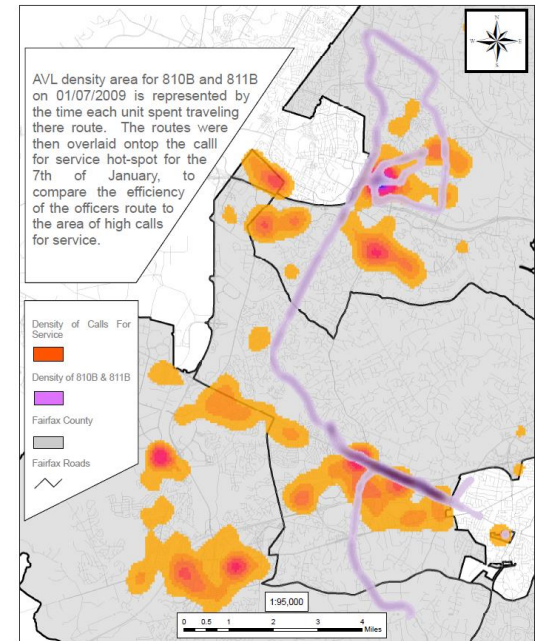 N
W E
S
AVL density area for 810B and 811B
on 01/07/2009 is represented by
the time each unit spent traveling
there route. The routes were
then overlaid ontop the calll
for service hot-spot for the
7th of January, to
compare the efficiency
of the officers route to
the area of high calls
for service.
Density of Calls For
Service
Density of 810B & 811B
Fairfax County
Fairfax Roads
1:95,000
0 0.5 1 2 3 4
Miles